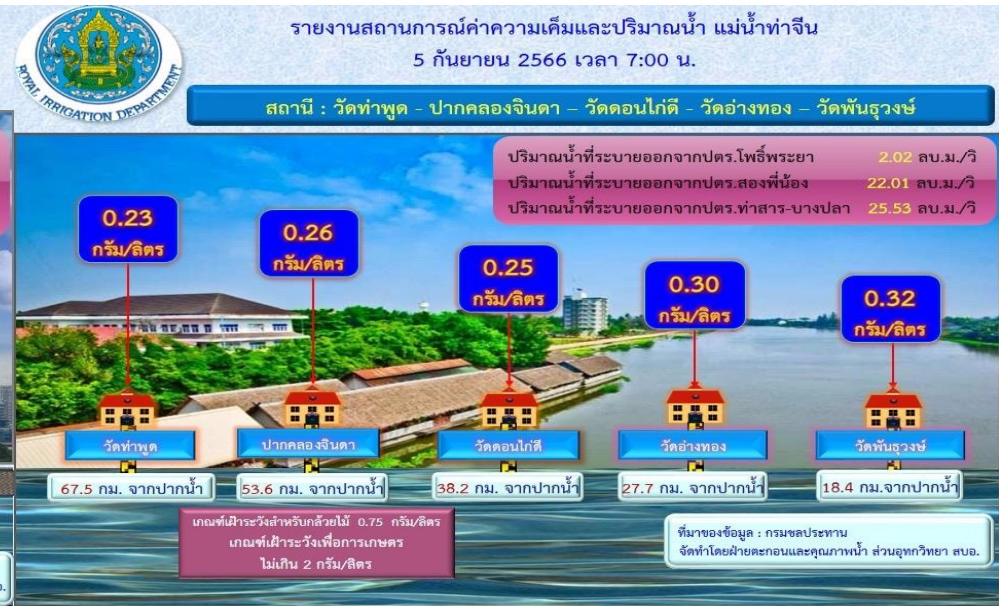 รายงานสถานการณ์ค่าความเค็มและปริมาณน้ำ แม่น้ำท่าจีน
5 กันยายน 2566 เวลา 7:00 น.
ROYAL IRRIGATION DEPARTMENT
สถานี : วัดท่าพูด - ปากคลองจินดา – วัดดอนไก่ดี - วัดอ่างทอง – วัดพันธุวงษ์
ปริมาณน้ำที่ระบายออกจากปตร.โพธิ์พระยา 2.02 ลบ.ม./วิ
ปริมาณน้ำที่ระบายออกจากปตร.สองพี่น้อง 22.01 ลบ.ม./วิ
ปริมาณน้ำที่ระบายออกจากปตร.ท่าสาร-บางปลา 25.53 ลบ.ม./วิ
0.23
กรัม/ลิตร
0.26
กรัม/ลิตร
0.25
กรัม/ลิตร
0.30
กรัม/ลิตร
0.32
กรัม/ลิตร
วัดท่าพูด
ปากคลองจินดา
วัดดอนไก่ดี
วัดอ่างทอง
วัดพันธุวงษ์
67.5 กม. จากปากน้ำ
53.6 กม. จากปากน้ำ
38.2 กม. จากปากน้ำ
27.7 กม. จากปากน้ำ
18.4 กม.จากปากน้ำ
เกณฑ์เฝ้าระวังสำหรับกล้วยไม้ 0.75 กรัม/ลิตร
เกณฑ์เฝ้าระวังเพื่อการเกษตร
ไม่เกิน 2 กรัม/ลิตร
ที่มาของข้อมูล : กรมชลประทาน
จัดทำโดยฝ่ายตะกอนและคุณภาพน้ำ ส่วนอุทกวิทยา สบอ.